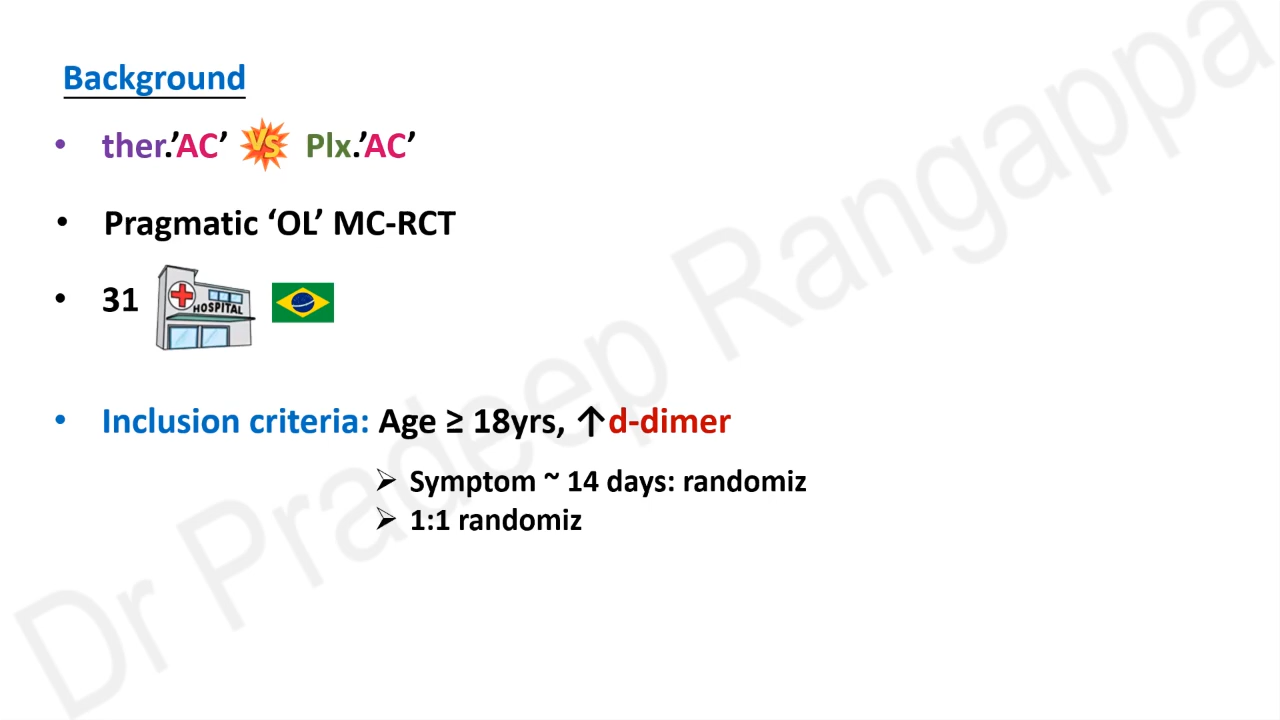 Background
• ther.’AC’ VS Plx.’AC’
• Pragmatic ‘OL’ MC-RCT
• 31 HOSPITAL
• Inclusion criteria: Age ≥ 18yrs, ↑d-dimer
➢ Symptom ~ 14 days: randomiz
➢ 1:1 randomiz
Dr Pradeep Rangappa